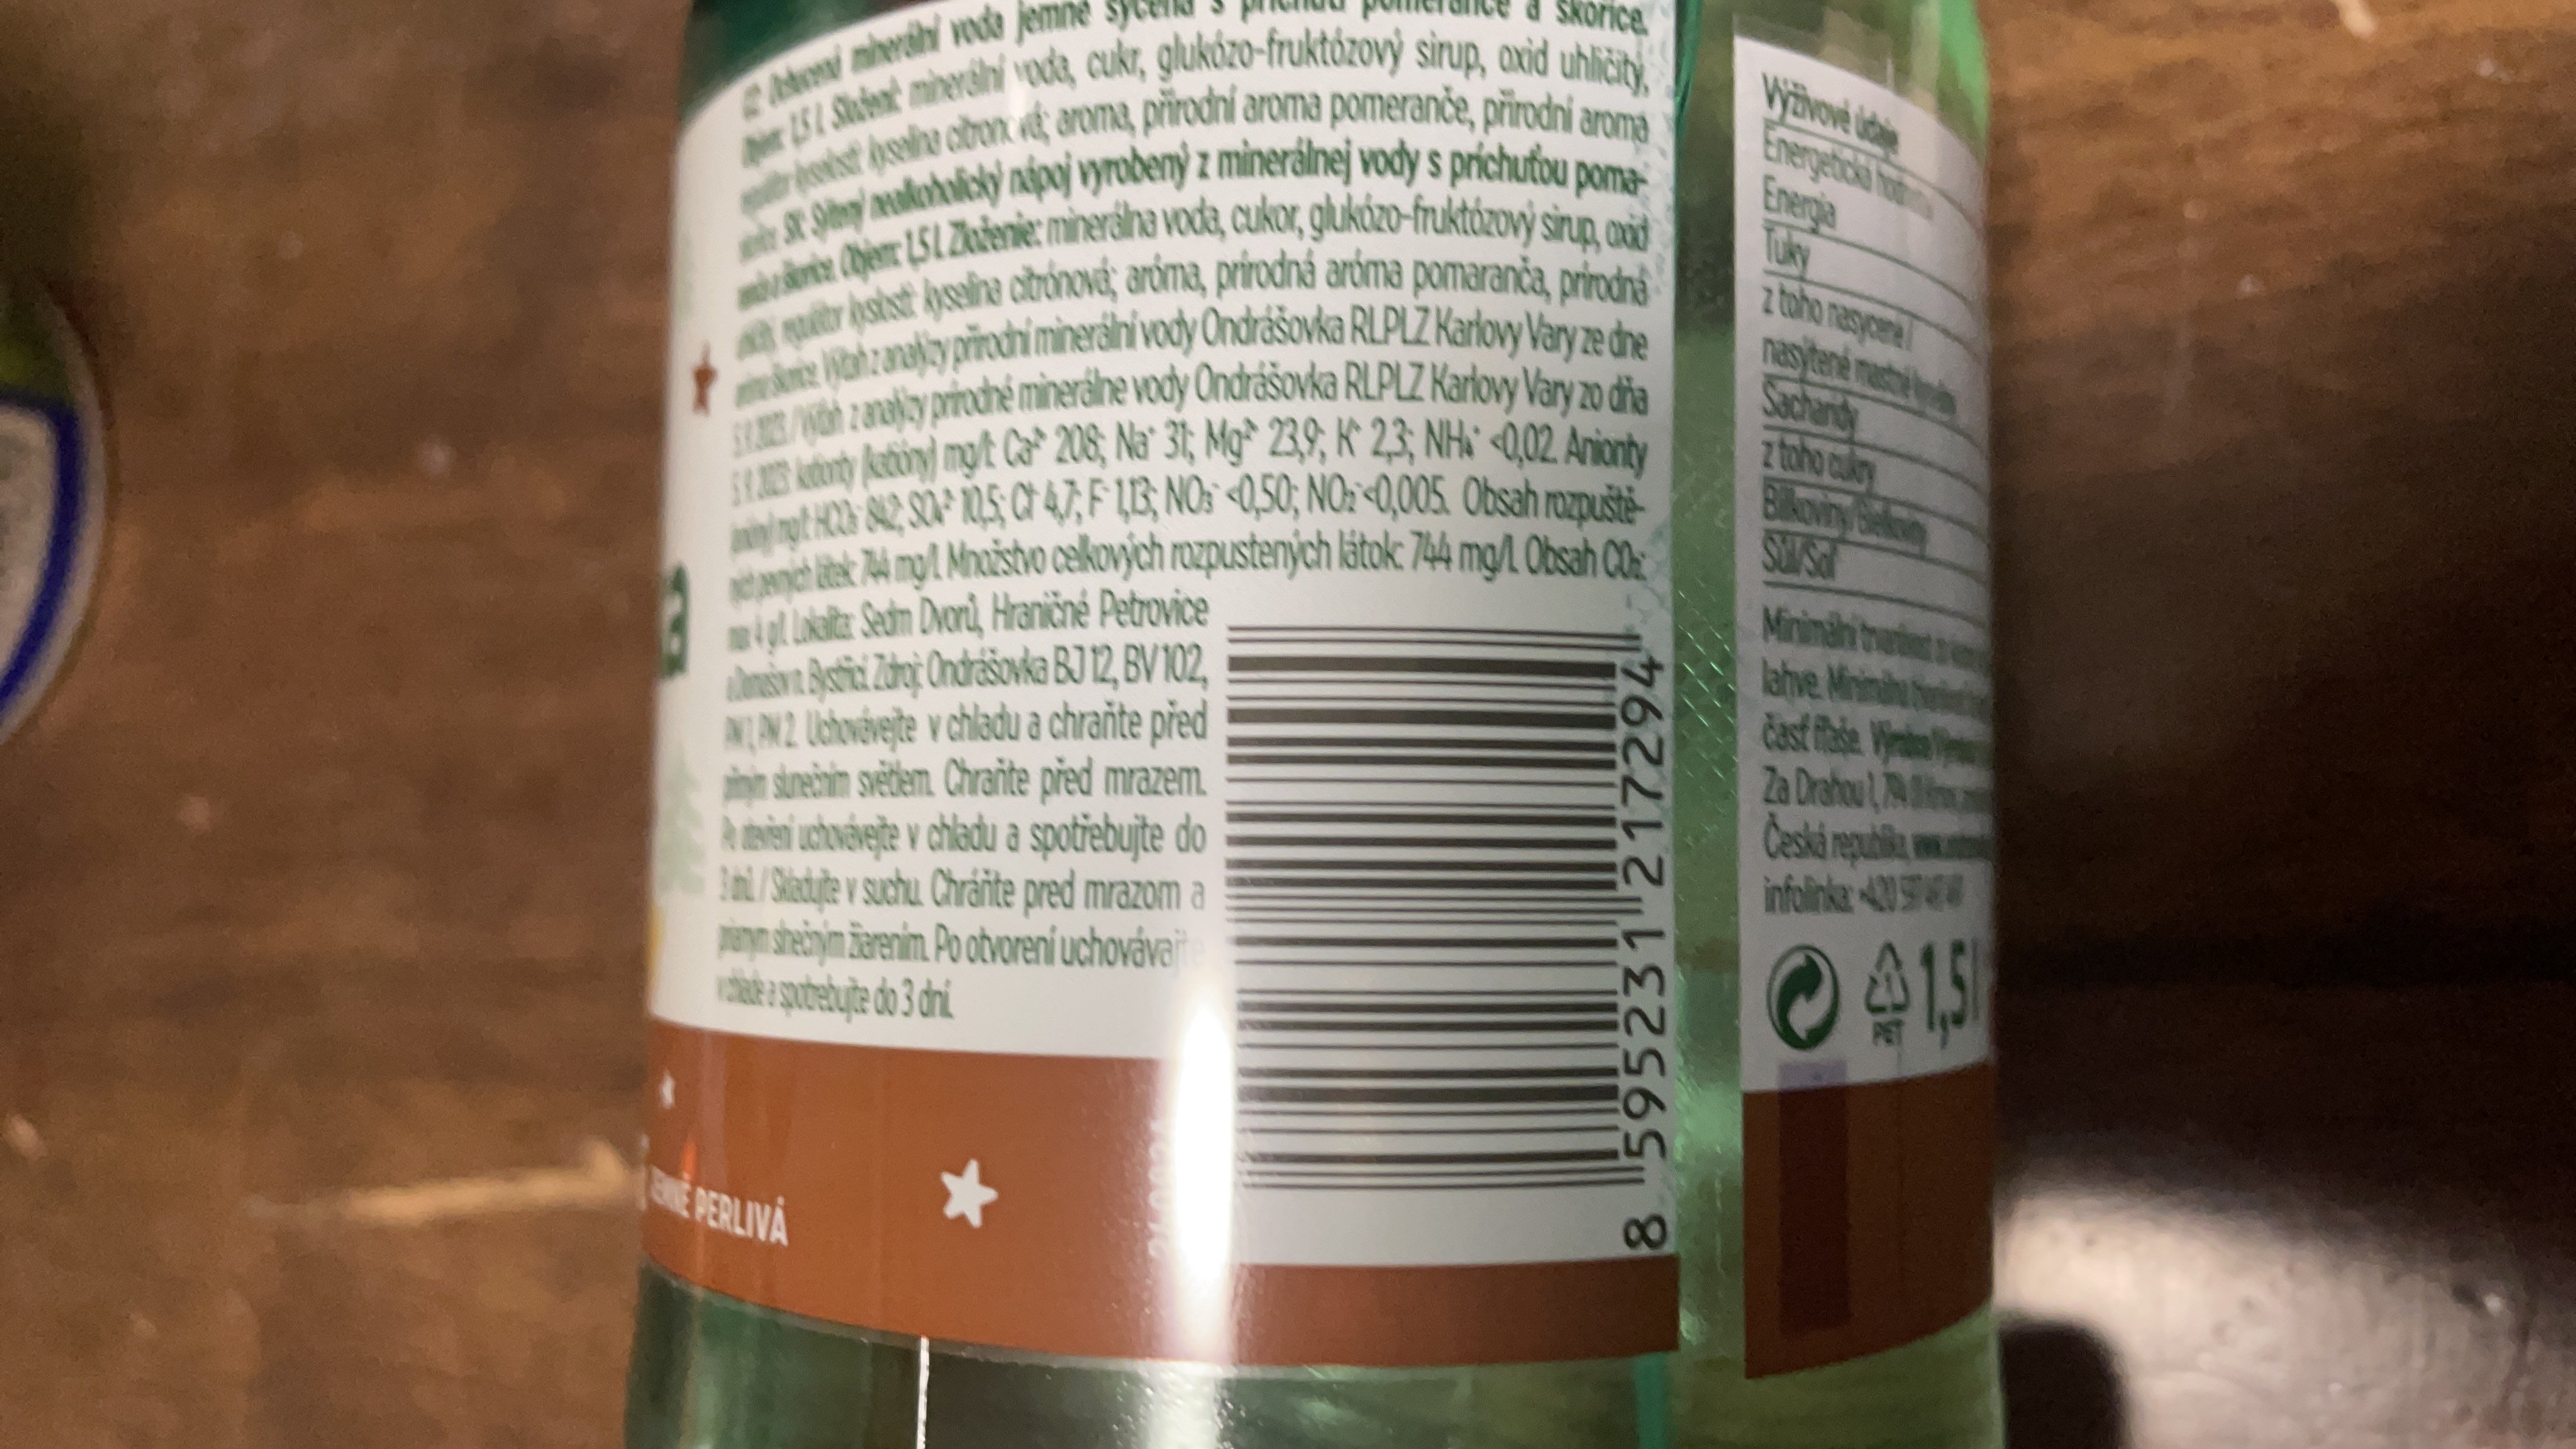 CZ: Ochucená minerální voda jemně sycená s příchutí pomeranče a skořice.
Objem: 1,5 l. Složení: minerální voda, cukr, glukózo-fruktózový sirup, oxid uhličitý,
regulátor kyselosti: kyselina citronová; aroma, přírodní aroma pomeranče, přírodní aroma
skořice. SK: Sýtený nealkoholický nápoj vyrobený z minerálnej vody s príchuťou poma-
ranča a škorice. Objem: 1,5 l. Zloženie: minerálna voda, cukor, glukózo-fruktózový sirup, oxid
uhličitý, regulátor kyslosti: kyselina citrónová; aróma, prírodná aróma pomaranča, prírodná
aróma škorice. Výtah z analýzy přírodní minerální vody Ondrášovka RLPLZ Karlovy Vary ze dne
5. 9. 2023. / Výťah z analýzy prírodné minerálne vody Ondrášovka RLPLZ Karlovy Vary zo dňa
5. 9. 2023: kationty (katióny) mg/l: Ca²⁺ 208; Na⁺ 31; Mg²⁺ 23,9; K⁺ 2,3; NH₄⁺ <0,02. Anionty
(anióny) mg/l: HCO₃⁻ 842; SO₄²⁻ 10,5; Cl⁻ 4,7; F⁻ 1,13; NO₃⁻ <0,50; NO₂⁻ <0,005. Obsah rozpuště-
ných pevných látek: 744 mg/l. Množstvo celkových rozpustených látok: 744 mg/l. Obsah CO₂:
max 4 g/l. Lokalita: Sedm Dvorů, Hraničné Petrovice
a Domašov n. Bystřicí. Zdroj: Ondrášovka BJ 12, BV 102,
PW 1, PW 2. Uchovávejte v chladu a chraňte před
přímým slunečním světlem. Chraňte před mrazem.
Po otevření uchovávejte v chladu a spotřebujte do
3 dnů. / Skladujte v suchu. Chráňte pred mrazom a
priamym slnečným žiarením. Po otvorení uchovávajte
v chlade a spotrebujte do 3 dní.
8 595231 217294
JEMNĚ PERLIVÁ
a
Výživové údaje
Energetická hodnota
Energia
Tuky
z toho nasycené /
nasýtené mastné kyseliny
Sacharidy
z toho cukry
Bílkoviny/Bielkoviny
Sůl/Soľ
Minimální trvanlivost
lahve. Minimálna
časť fľaše.
Za Drahou 1,
Česká republika,
infolinka: +420
PET
1,5 l